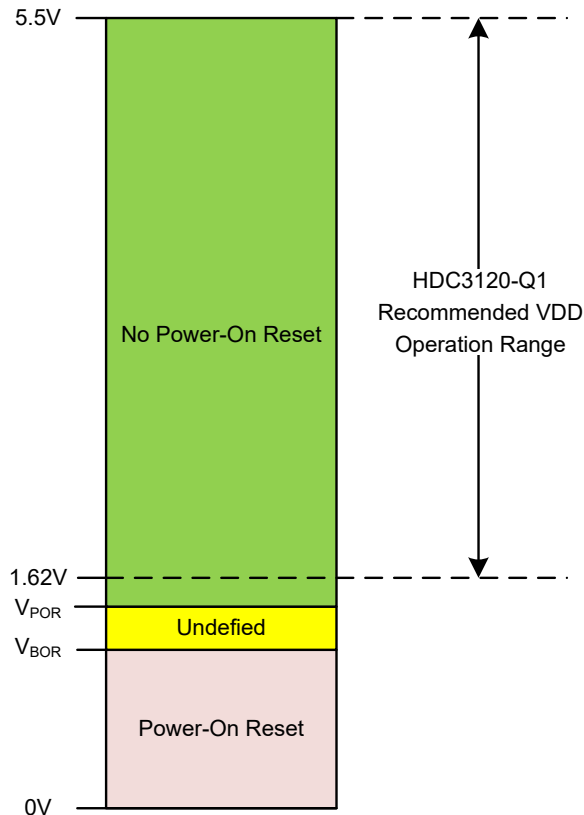 5.5V
HDC3120-Q1
Recommended VDD
Operation Range
No Power-On Reset
1.62V
VPOR
Undefied
VBOR
Power-On Reset
0V